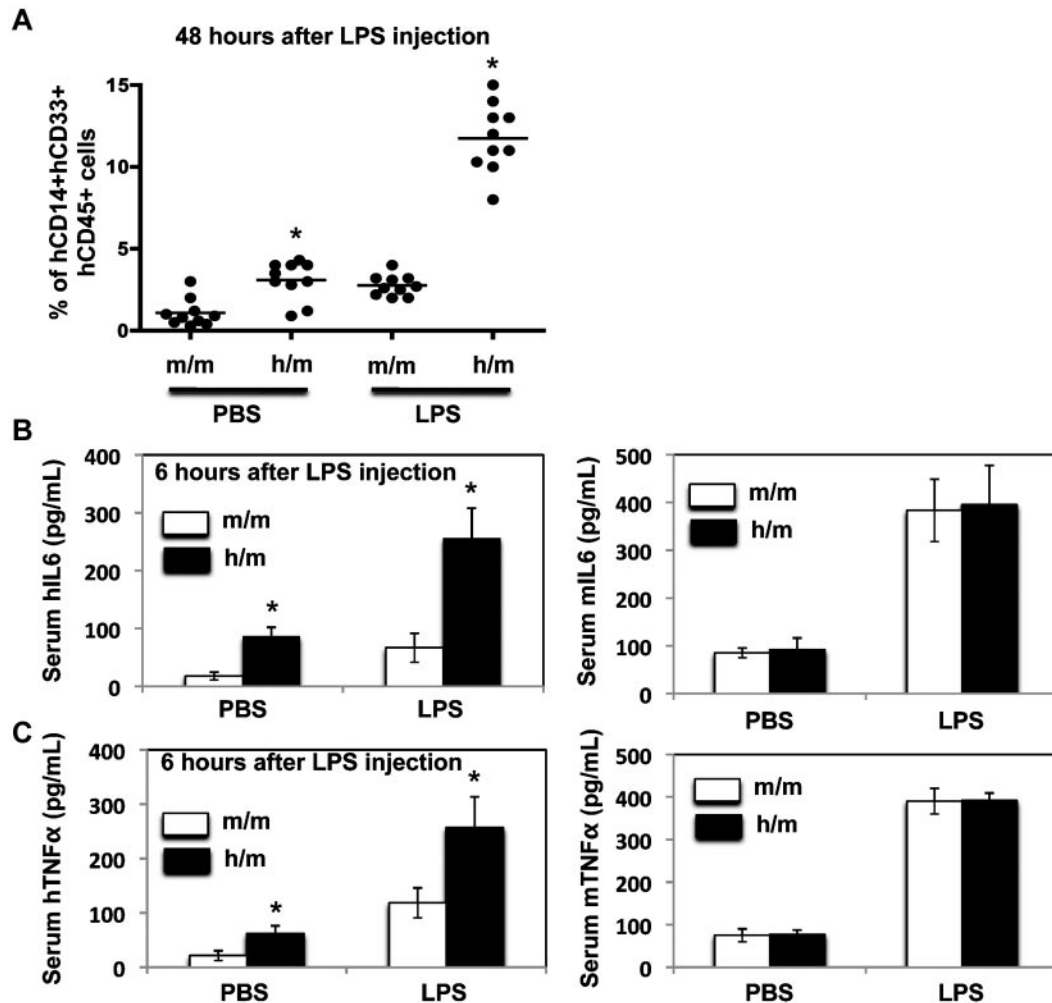 A
48 hours after LPS injection
*
*
15
10
5
0
% of hCD14+hCD33+
hCD45+ cells
m/m
h/m
m/m
h/m
PBS
LPS
B
400
300
200
100
0
Serum hIL6 (pg/mL)
6 hours after LPS injection
m/m
h/m
*
*
PBS
LPS
500
400
300
200
100
0
Serum mIL6 (pg/mL)
m/m
h/m
PBS
LPS
C
400
300
200
100
0
Serum hTNFα (pg/mL)
6 hours after LPS injection
m/m
h/m
*
*
PBS
LPS
500
400
300
200
100
0
Serum mTNFα (pg/mL)
m/m
h/m
PBS
LPS